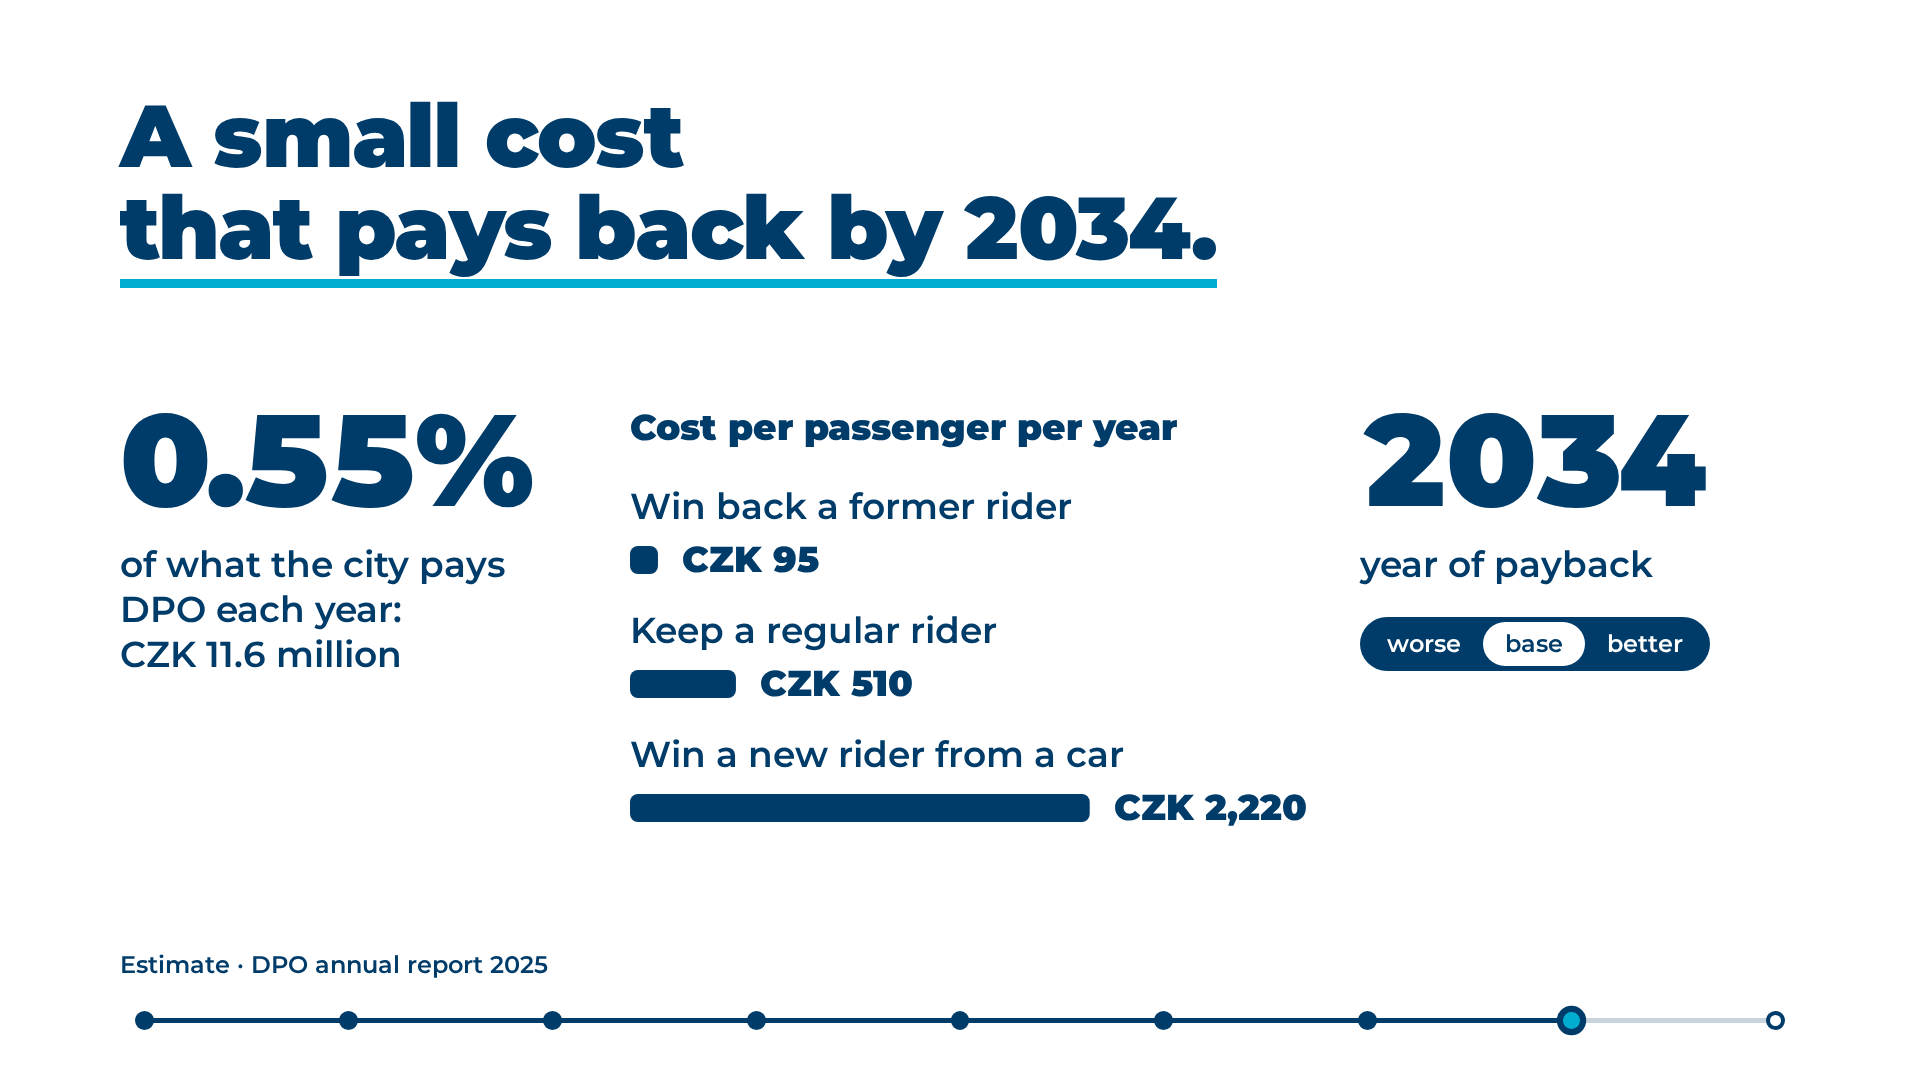 A small cost
that pays back by 2034.
0.55%
of what the city pays
DPO each year:
CZK 11.6 million
Cost per passenger per year
Win back a former rider
CZK 95
Keep a regular rider
CZK 510
Win a new rider from a car
CZK 2,220
2034
year of payback
worse base better
Estimate · DPO annual report 2025